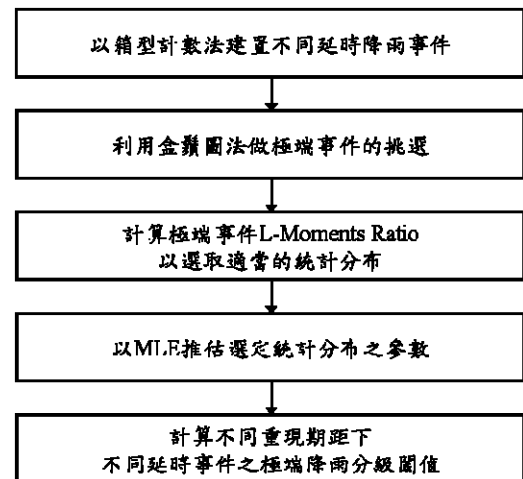 以箱型計數法建置不同延時降雨事件
利用盒鬚圖法做極端事件的挑選
計算極端事件L-Moments Ratio
以選取適當的統計分布
以MLE推估選定統計分布之參數
計算不同重現期距下
不同延時事件之極端降雨分級閾值